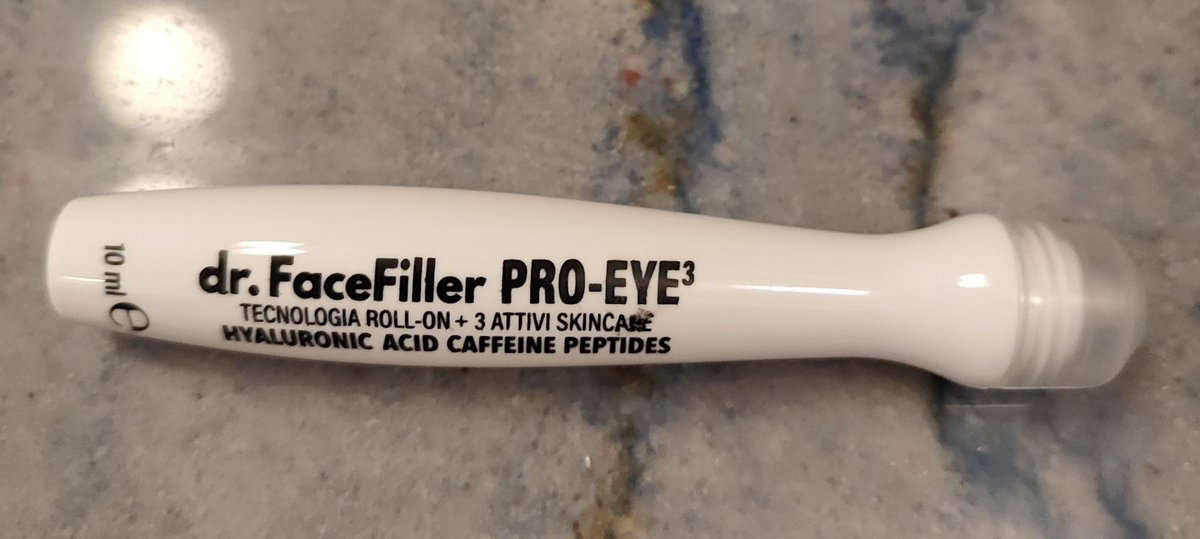 dr. FaceFiller PRO-EYE³
TECNOLOGIA ROLL-ON + 3 ATTIVI SKINCARE
HYALURONIC ACID CAFFEINE PEPTIDES
10 ml e